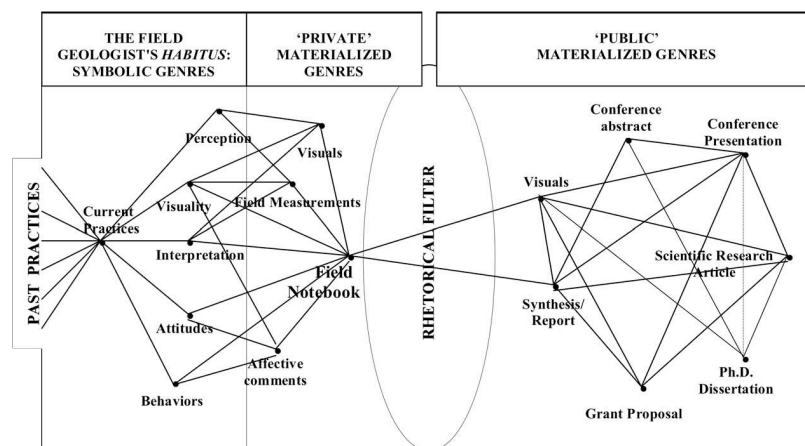 THE FIELD
GEOLOGIST'S HABITUS:
SYMBOLIC GENRES
‘PRIVATE’
MATERIALIZED
GENRES
‘PUBLIC’
MATERIALIZED GENRES
PAST PRACTICES
Current
Practices
Perception
Visuality
Interpretation
Attitudes
Behaviors
Visuals
Field Measurements
Field
Notebook
Affective
comments
RHETORICAL FILTER
Conference
abstract
Conference
Presentation
Visuals
Scientific Research
Article
Synthesis/
Report
Ph.D.
Dissertation
Grant Proposal